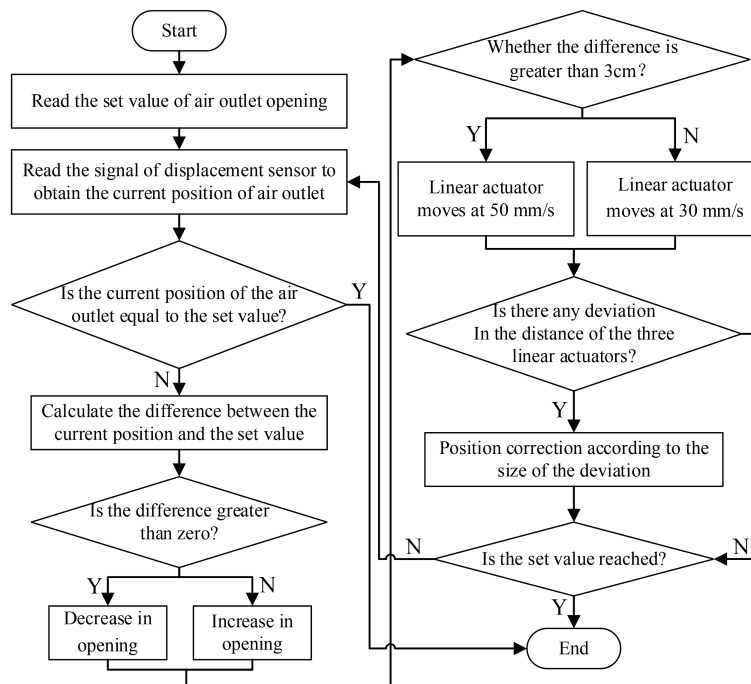 Start
Read the set value of air outlet opening
Read the signal of displacement sensor to
obtain the current position of air outlet
Is the current position of the air
outlet equal to the set value?
Y
N
Calculate the difference between the
current position and the set value
Is the difference greater
than zero?
Y
N
Decrease in
opening
Increase in
opening
Whether the difference is
greater than 3cm?
Y
N
Linear actuator
moves at 50 mm/s
Linear actuator
moves at 30 mm/s
Is there any deviation
In the distance of the three
linear actuators?
Y
Position correction according to the
size of the deviation
N
Is the set value reached?
N
Y
End